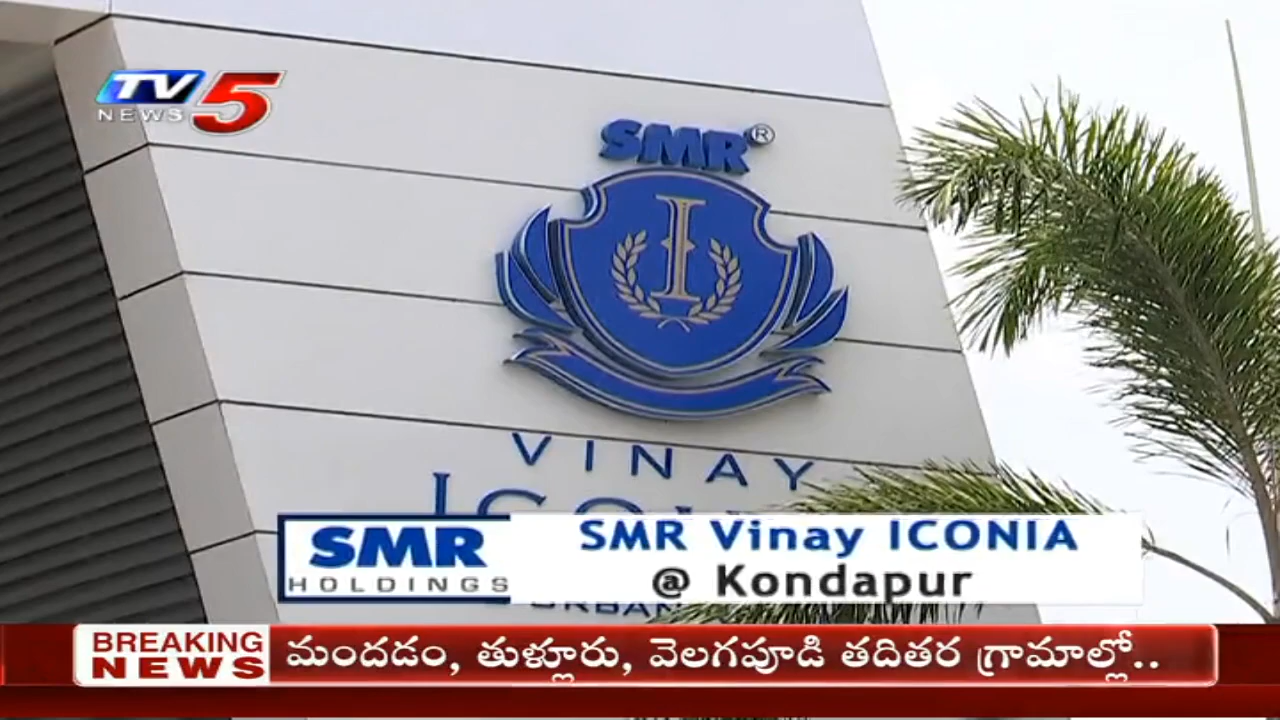 TV5
NEWS
SMR®
I
VINAY
SMR
HOLDINGS
SMR Vinay ICONIA
@ Kondapur
BREAKING
NEWS
మందడం, తుళ్లూరు, వెలగపూడి తదితర గ్రామాల్లో..